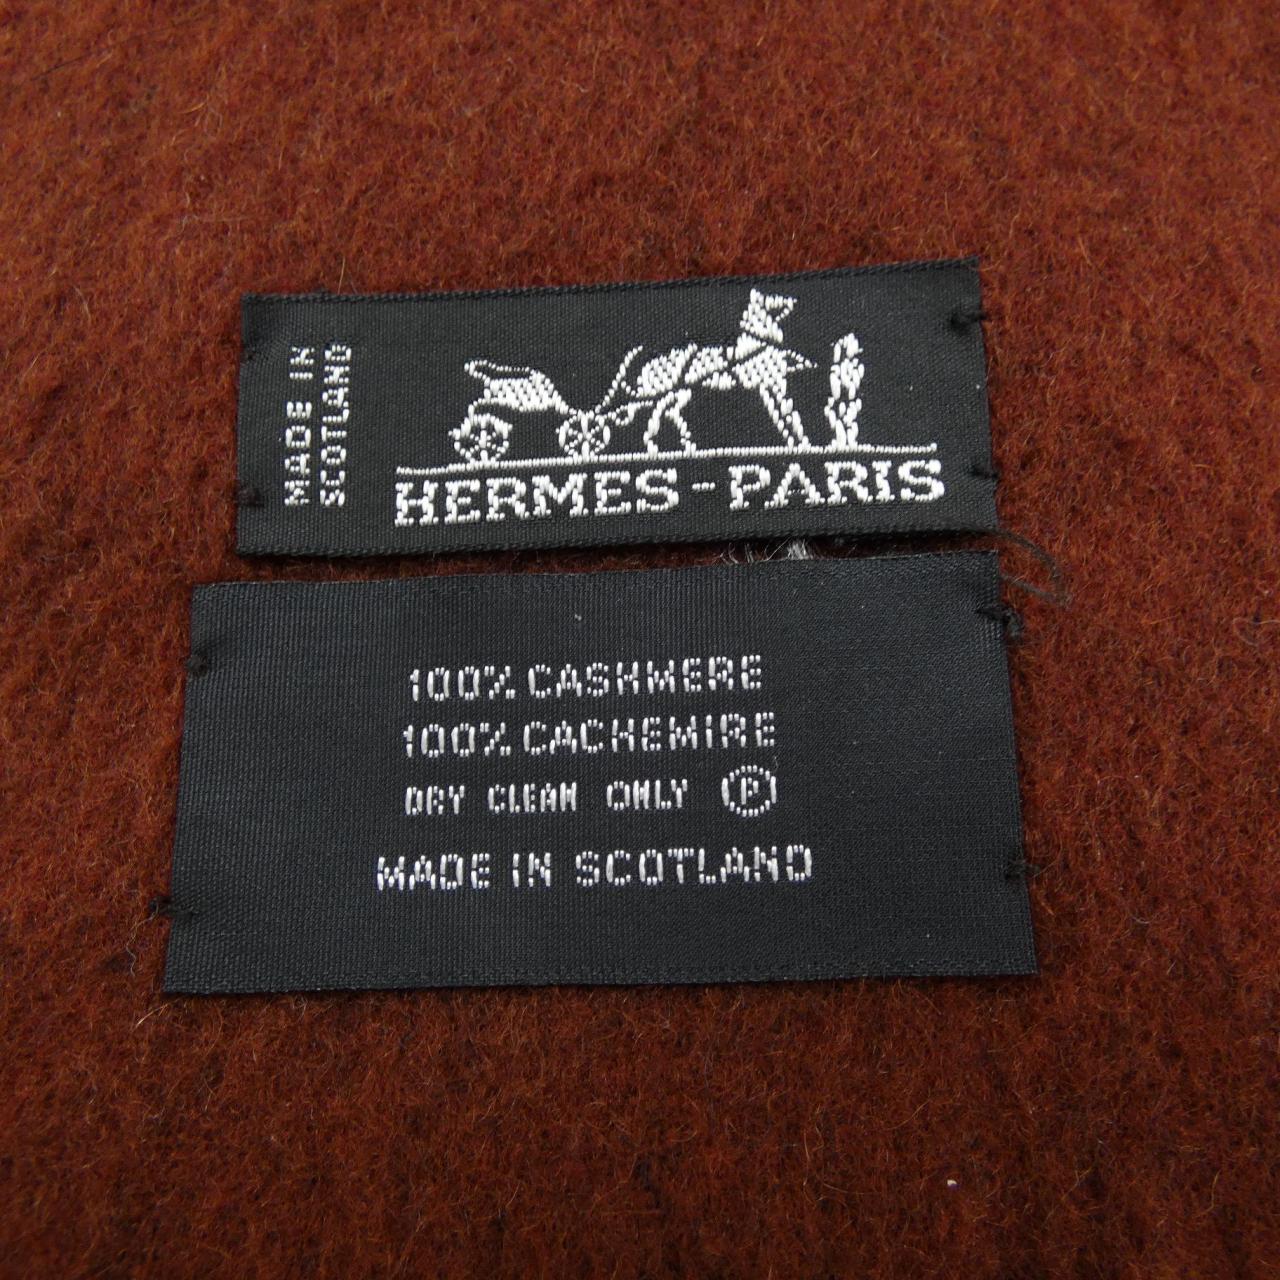 MADE IN
SCOTLAND
HERMES-PARIS
100% CASHMERE
100% CACHEMIRE
DRY CLEAN ONLY Ⓟ
MADE IN SCOTLAND